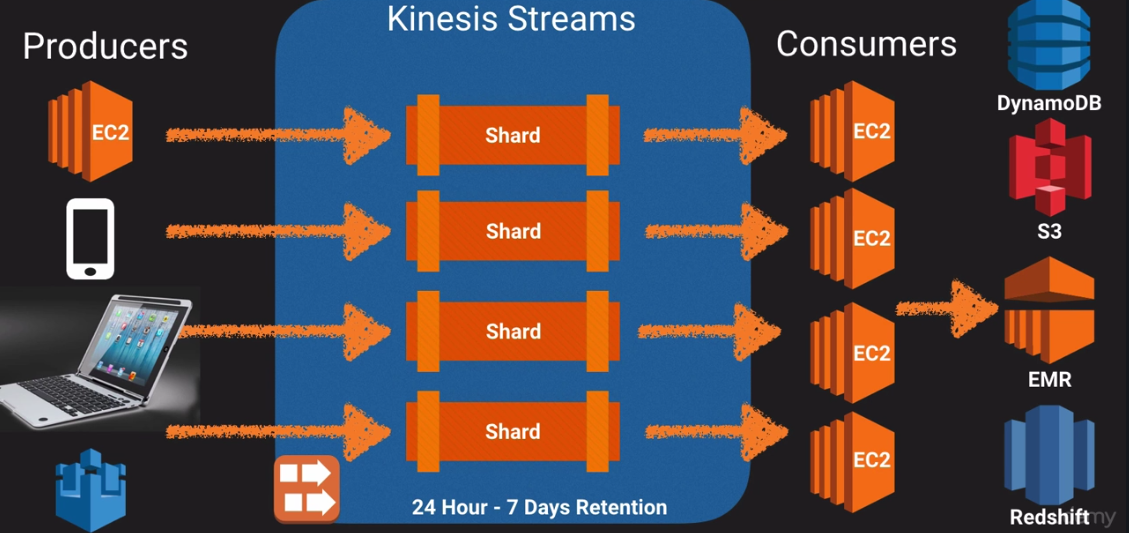 Kinesis Streams
Producers
Consumers
EC2
Shard
EC2
DynamoDB
Shard
EC2
S3
Shard
EC2
EMR
Shard
EC2
24 Hour - 7 Days Retention
Redshift